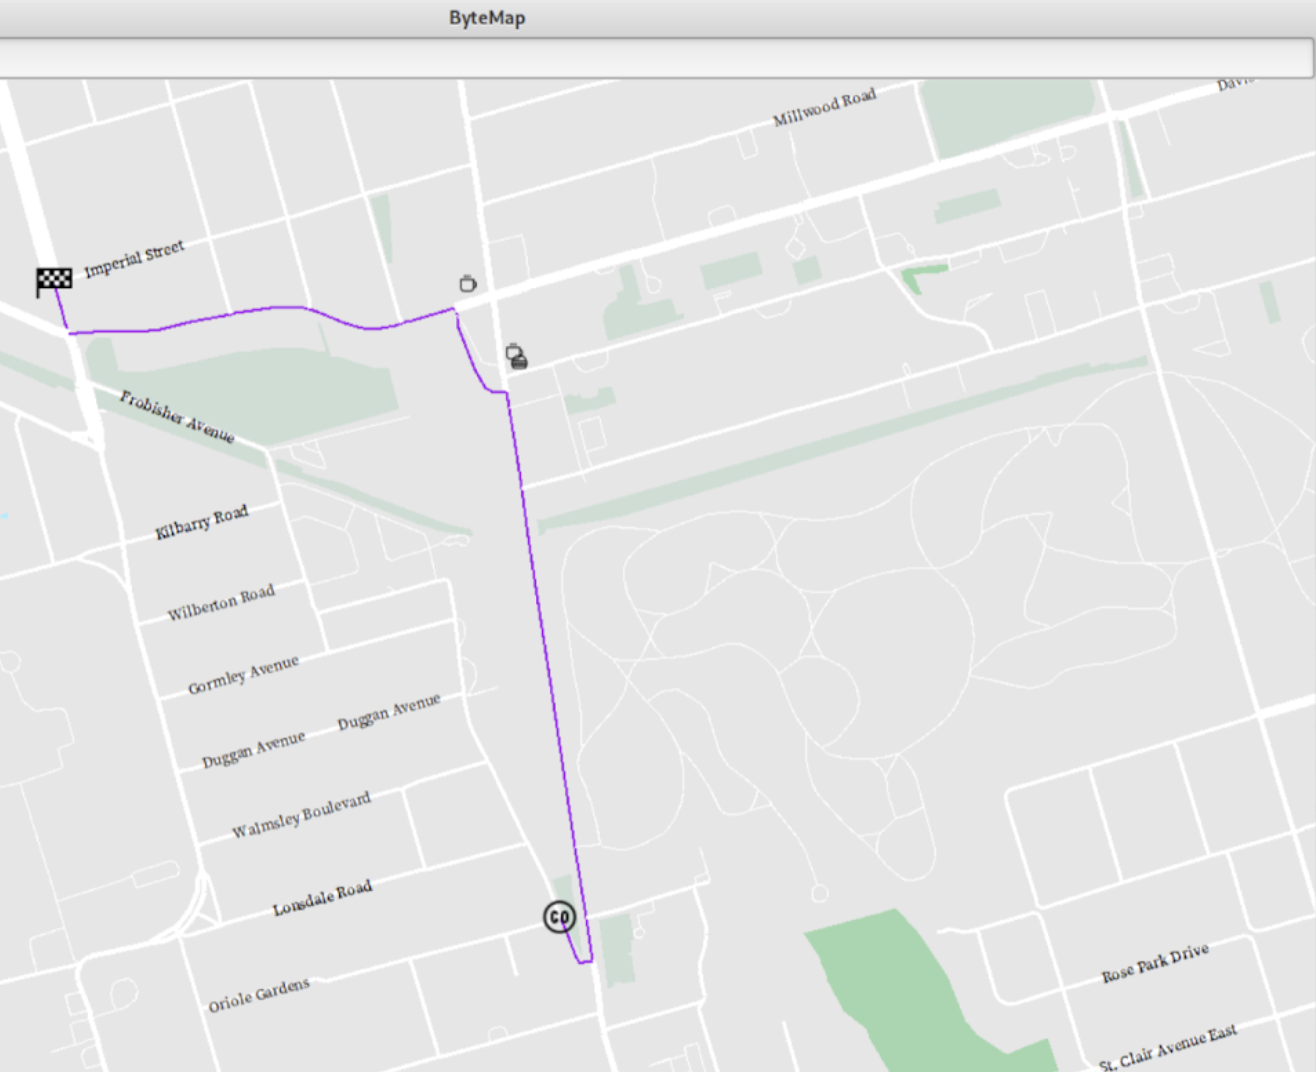 ByteMap
Millwood Road
Imperial Street
Frobisher Avenue
Kilbarry Road
Wilberton Road
Gormley Avenue
Duggan Avenue
Duggan Avenue
Walmsley Boulevard
Lonsdale Road
GO
Oriole Gardens
Rose Park Drive
St. Clair Avenue East